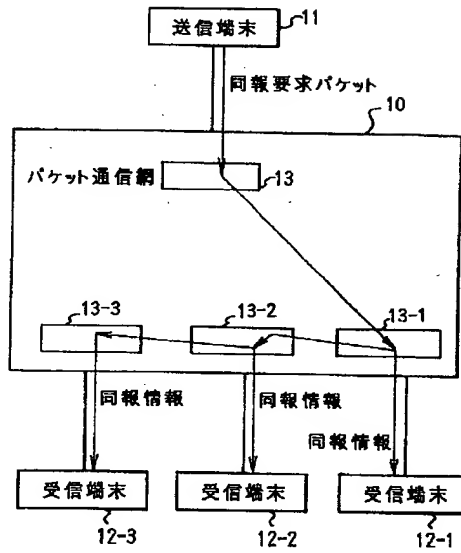 11
送信端末
同報要求パケット
10
パケット通信網
13
13-3
13-2
13-1
同報情報
同報情報
同報情報
受信端末
受信端末
受信端末
12-3
12-2
12-1